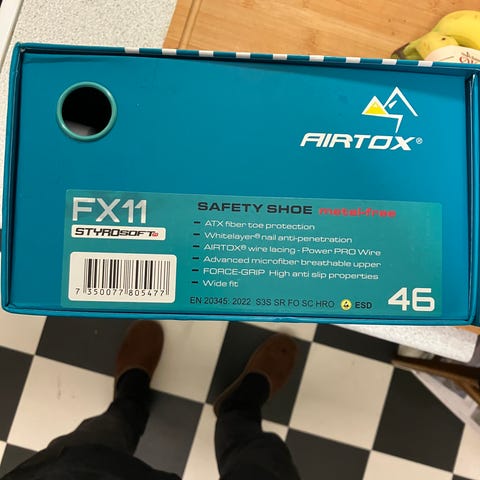 AIRTOX®
FX11
STYROSOFT
SAFETY SHOE metal-free
– ATX fiber toe protection
– Whitelayer® nail anti-penetration
– AIRTOX® wire lacing - Power PRO Wire
– Advanced microfiber breathable upper
– FORCE-GRIP High anti slip properties
– Wide fit
7 350077 805477
EN 20345: 2022 S3S SR FO SC HRO ESD
46